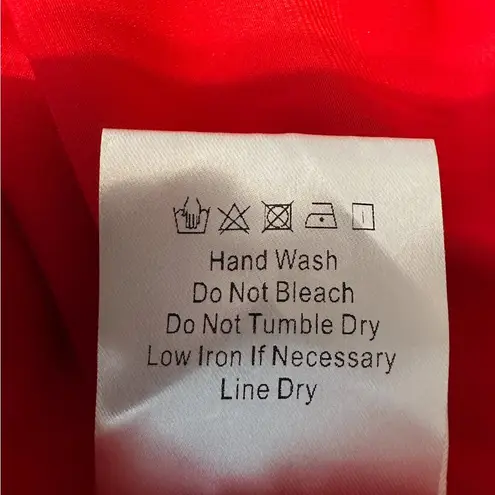 Hand Wash
Do Not Bleach
Do Not Tumble Dry
Low Iron If Necessary
Line Dry